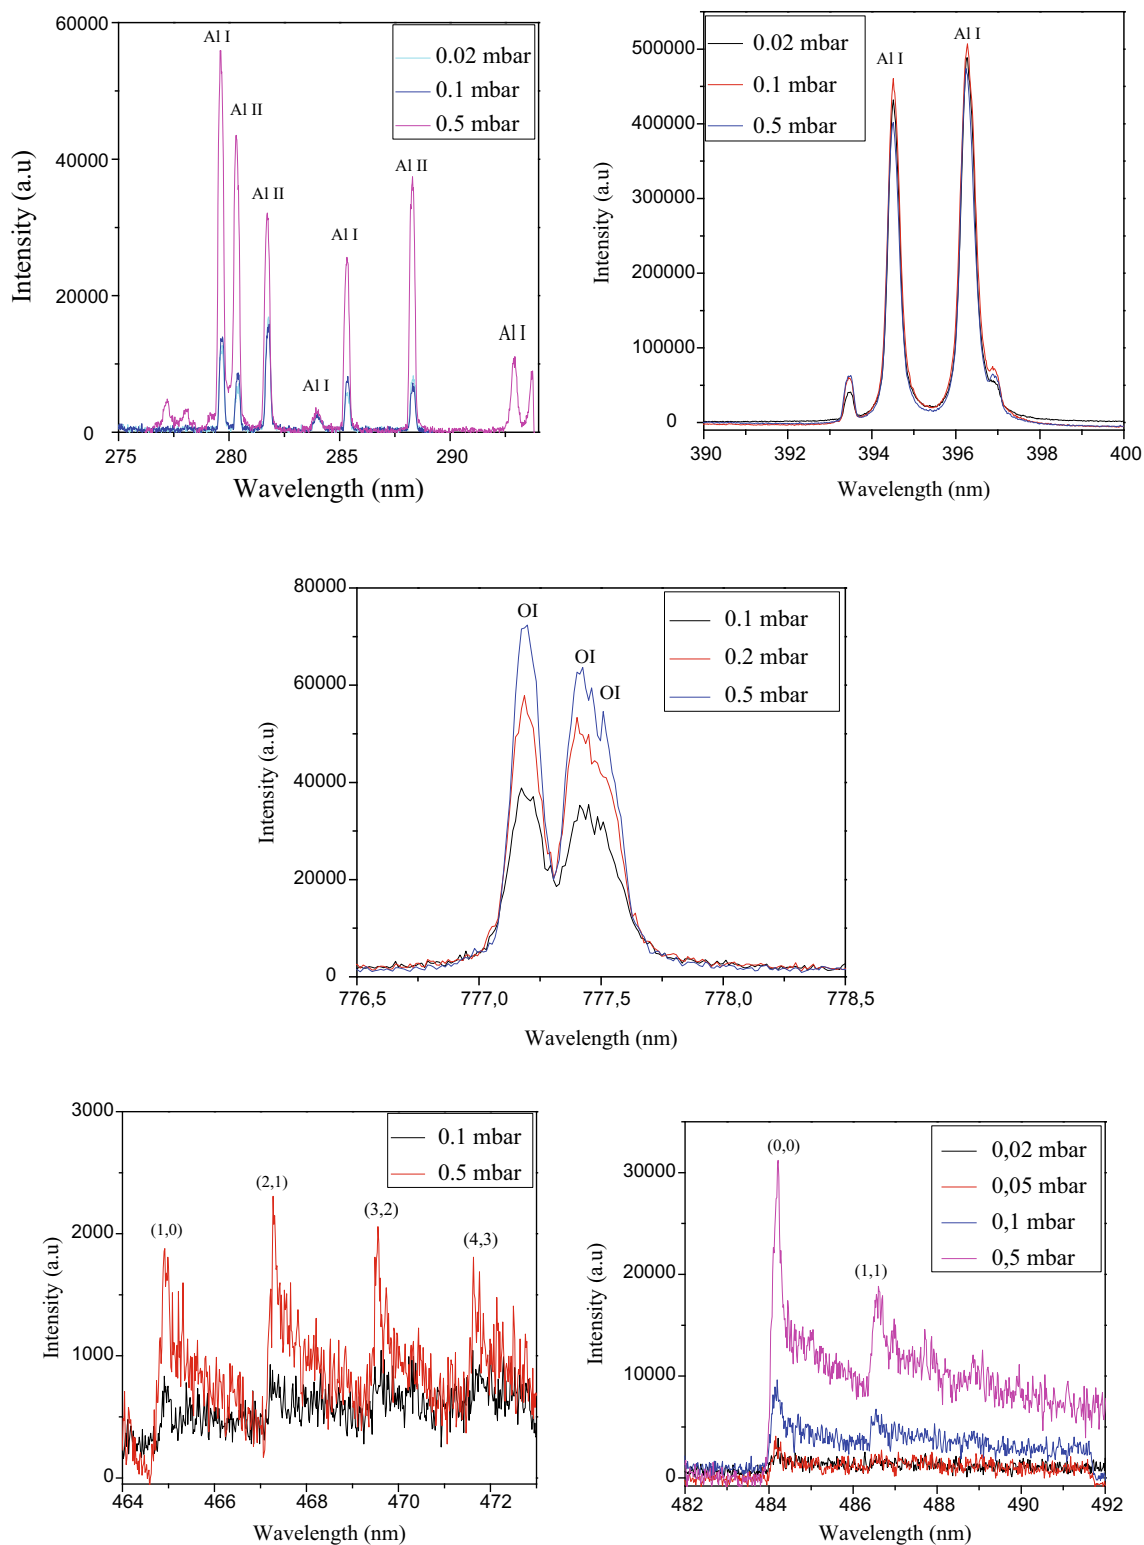 60000
40000
20000
0
Intensity (a.u)
Al I
Al II
Al II
Al I
Al I
Al II
Al I
0.02 mbar
0.1 mbar
0.5 mbar
275
280
285
290
Wavelength (nm)
500000
400000
300000
200000
100000
0
Intensity (a.u)
Al I
Al I
0.02 mbar
0.1 mbar
0.5 mbar
390
392
394
396
398
400
Wavelength (nm)
80000
60000
40000
20000
0
Intensity (a.u)
OI
OI
OI
0.1 mbar
0.2 mbar
0.5 mbar
776,5
777,0
777,5
778,0
778,5
Wavelength (nm)
3000
2000
1000
0
Intensity (a.u)
(1,0)
(2,1)
(3,2)
(4,3)
0.1 mbar
0.5 mbar
464
466
468
470
472
Wavelength (nm)
30000
20000
10000
0
Intensity (a.u)
(0,0)
(1,1)
0,02 mbar
0,05 mbar
0,1 mbar
0,5 mbar
482
484
486
488
490
492
Wavelength (nm)